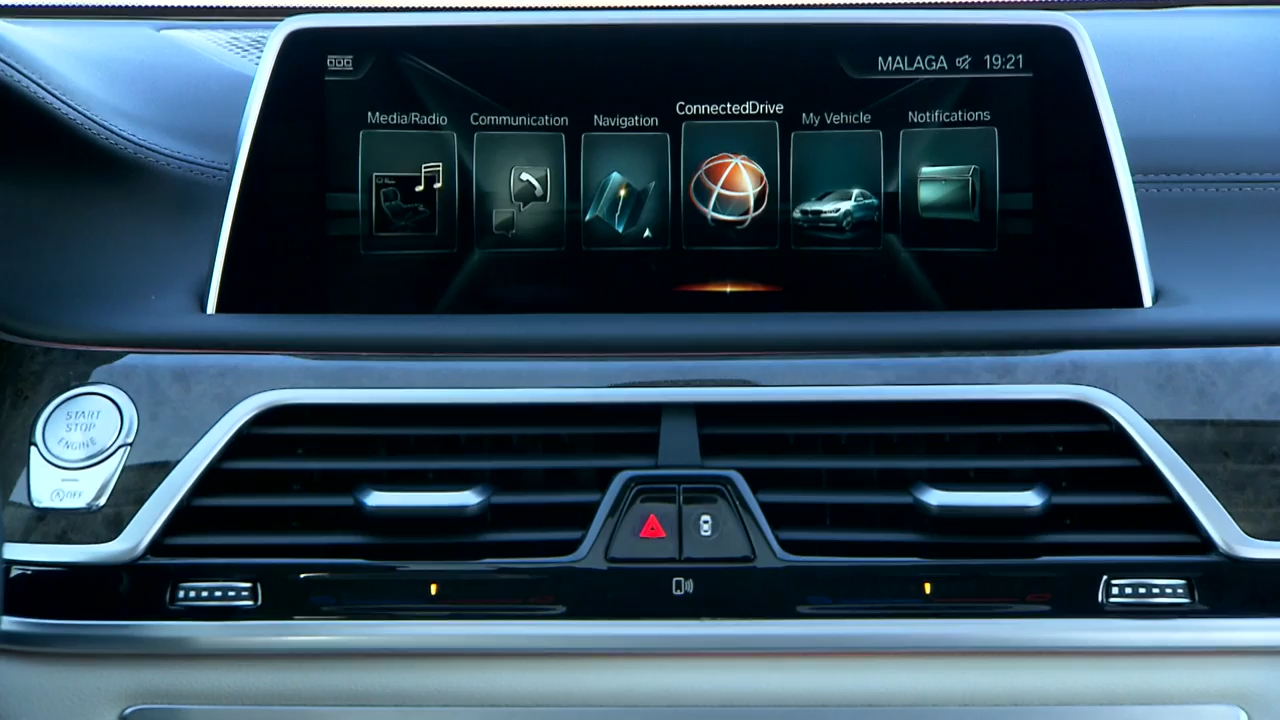 MALAGA 19:21
Media/Radio
Communication
Navigation
ConnectedDrive
My Vehicle
Notifications
START
STOP
ENGINE
OFF